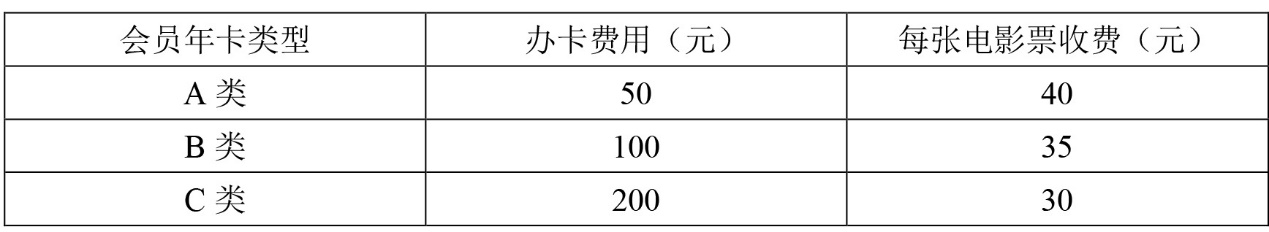 会员年卡类型 办卡费用（元） 每张电影票收费（元）
A 类 50 40
B 类 100 35
C 类 200 30